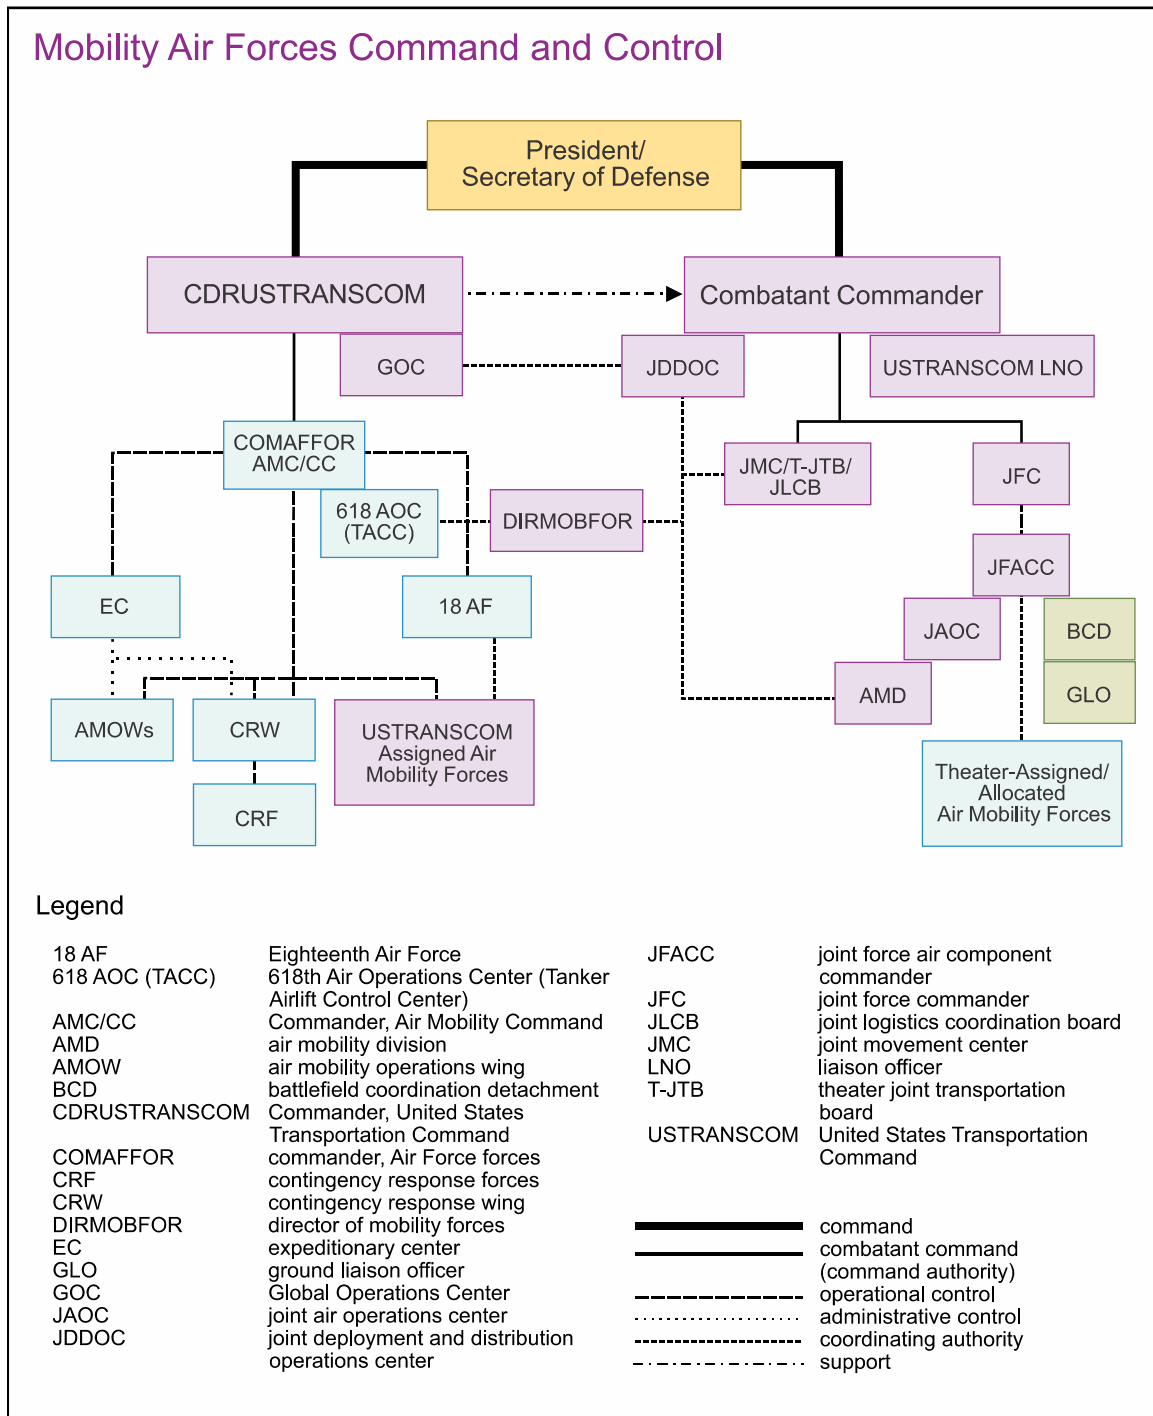 Mobility Air Forces Command and Control
President/
Secretary of Defense
CDRUSTRANSCOM
Combatant Commander
GOC
JDDOC
USTRANSCOM LNO
COMAFFOR
AMC/CC
JMC/T-JTB/
JLCB
JFC
618 AOC
(TACC)
DIRMOBFOR
JFACC
EC
18 AF
JAOC
BCD
AMD
GLO
AMOWs
CRW
USTRANSCOM
Assigned Air
Mobility Forces
CRF
Theater-Assigned/
Allocated
Air Mobility Forces
Legend
18 AF Eighteenth Air Force
618 AOC (TACC) 618th Air Operations Center (Tanker
Airlift Control Center)
AMC/CC Commander, Air Mobility Command
AMD air mobility division
AMOW air mobility operations wing
BCD battlefield coordination detachment
CDRUSTRANSCOM Commander, United States
Transportation Command
COMAFFOR commander, Air Force forces
CRF contingency response forces
CRW contingency response wing
DIRMOBFOR director of mobility forces
EC expeditionary center
GLO ground liaison officer
GOC Global Operations Center
JAOC joint air operations center
JDDOC joint deployment and distribution
operations center
JFACC joint force air component
commander
JFC joint force commander
JLCB joint logistics coordination board
JMC joint movement center
LNO liaison officer
T-JTB theater joint transportation
board
USTRANSCOM United States Transportation
Command
command
combatant command
(command authority)
operational control
administrative control
coordinating authority
support